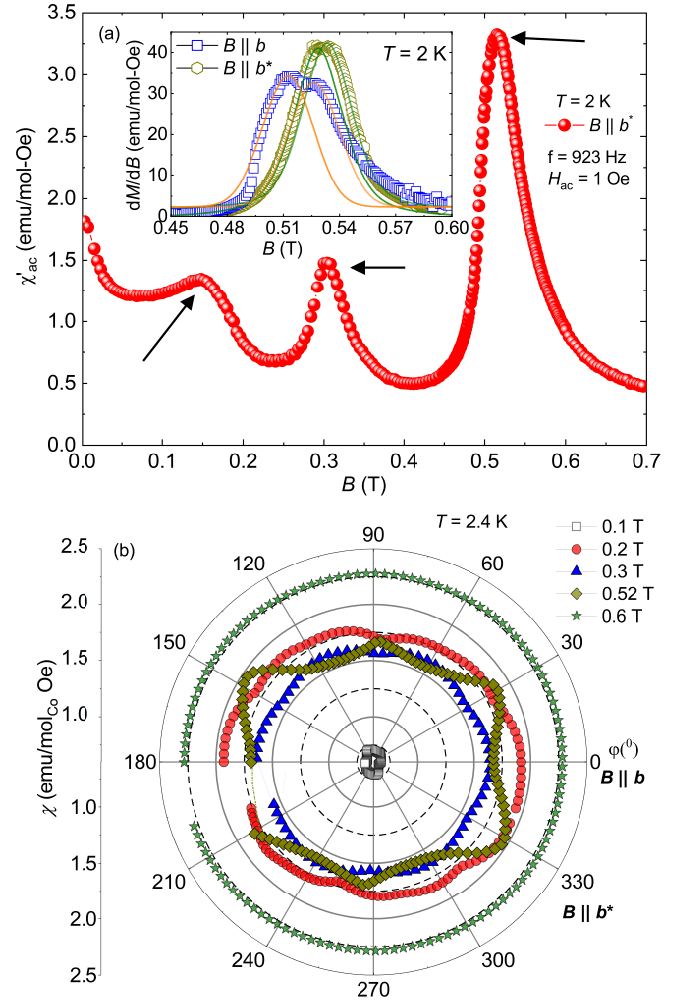 (a)
T = 2 K
B || b
B || b*
dM/dB (emu/mol-Oe)
40
30
20
10
0
0.45 0.48 0.51 0.54 0.57 0.60
B (T)
T = 2 K
B || b*
f = 923 Hz
H_ac = 1 Oe
χ'_ac (emu/mol-Oe)
3.5
3.0
2.5
2.0
1.5
1.0
0.5
0.0
0.0 0.1 0.2 0.3 0.4 0.5 0.6 0.7
B (T)
(b)
T = 2.4 K
0.1 T
0.2 T
0.3 T
0.52 T
0.6 T
χ (emu/mol_Co Oe)
2.5
2.0
1.5
1.0
1.0
1.5
2.0
2.5
90
120
60
150
30
180
0
φ(⁰)
B || b
210
330
B || b*
240
300
270